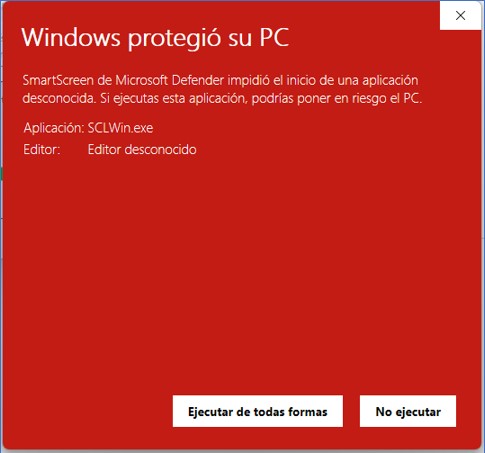 Windows protegió su PC
SmartScreen de Microsoft Defender impidió el inicio de una aplicación
desconocida. Si ejecutas esta aplicación, podrías poner en riesgo el PC.
Aplicación: SCLWin.exe
Editor: Editor desconocido
Ejecutar de todas formas
No ejecutar